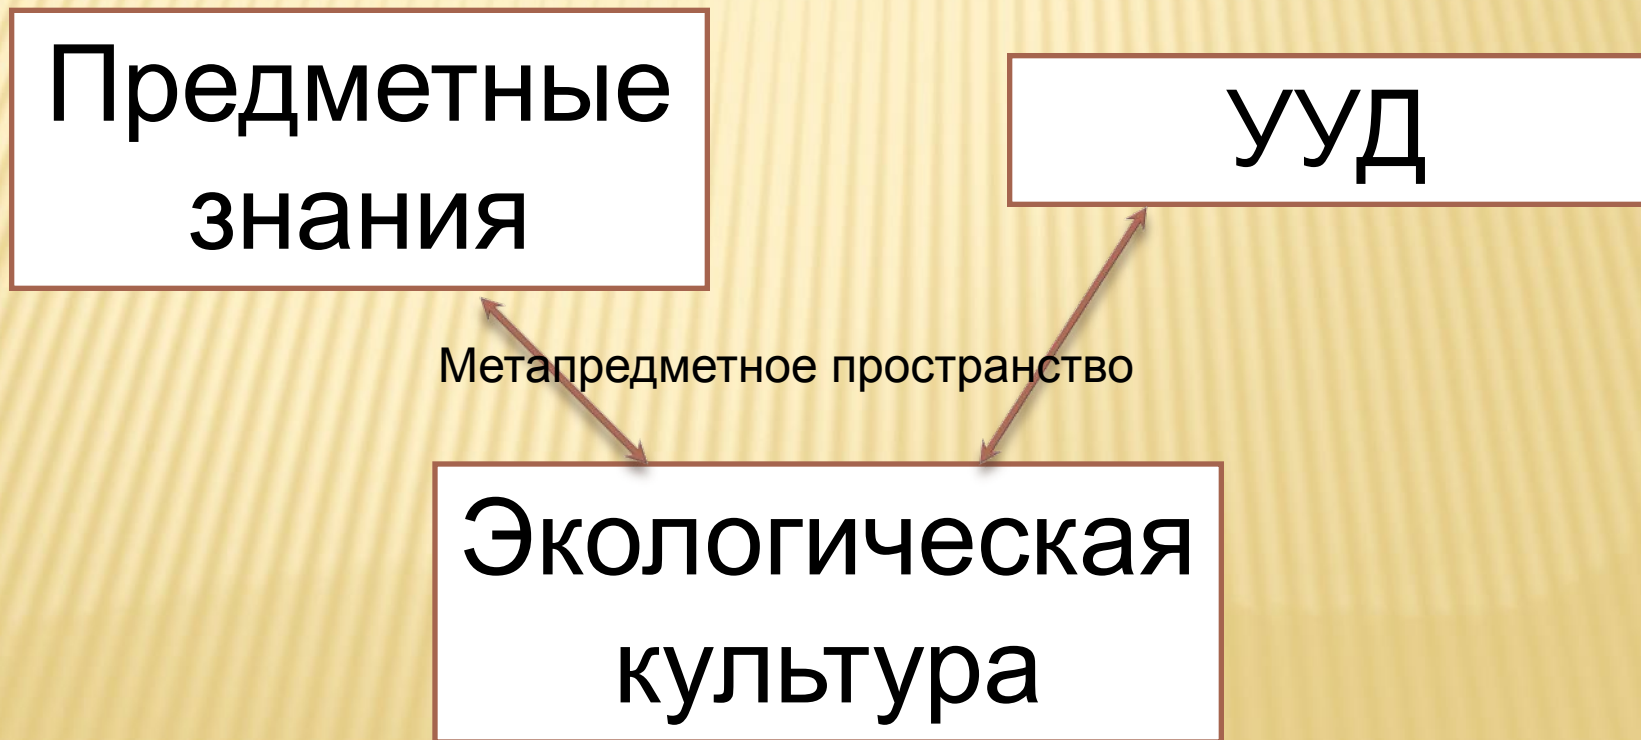 Предметные
знания
УУД
Метапредметное пространство
Экологическая
культура